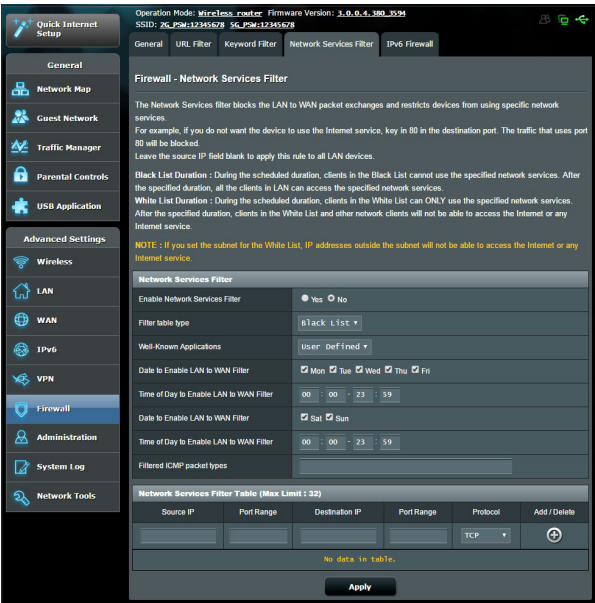 Quick Internet
Setup
Operation Mode: Wireless router Firmware Version: 3.0.0.4.380_3594
SSID: 2G_PSW:12345678 5G_PSW:12345678
General
Network Map
Guest Network
Traffic Manager
Parental Controls
USB Application
Advanced Settings
Wireless
LAN
WAN
IPv6
VPN
Firewall
Administration
System Log
Network Tools
General URL Filter Keyword Filter Network Services Filter IPv6 Firewall
Firewall - Network Services Filter
The Network Services filter blocks the LAN to WAN packet exchanges and restricts devices from using specific network
services.
For example, if you do not want the device to use the Internet service, key in 80 in the destination port. The traffic that uses port
80 will be blocked.
Leave the source IP field blank to apply this rule to all LAN devices.
Black List Duration : During the scheduled duration, clients in the Black List cannot use the specified network services. After
the specified duration, all the clients in LAN can access the specified network services.
White List Duration : During the scheduled duration, clients in the White List can ONLY use the specified network services.
After the specified duration, clients in the White List and other network clients will not be able to access the Internet or any
Internet service.
NOTE : If you set the subnet for the White List, IP addresses outside the subnet will not be able to access the Internet or any
Internet service.
Network Services Filter
Enable Network Services Filter Yes No
Filter table type Black List
Well-Known Applications User Defined
Date to Enable LAN to WAN Filter Mon Tue Wed Thu Fri
Time of Day to Enable LAN to WAN Filter 00 : 00 - 23 : 59
Date to Enable LAN to WAN Filter Sat Sun
Time of Day to Enable LAN to WAN Filter 00 : 00 - 23 : 59
Filtered ICMP packet types
Network Services Filter Table (Max Limit : 32)
Source IP Port Range Destination IP Port Range Protocol Add / Delete
TCP
No data in table.
Apply